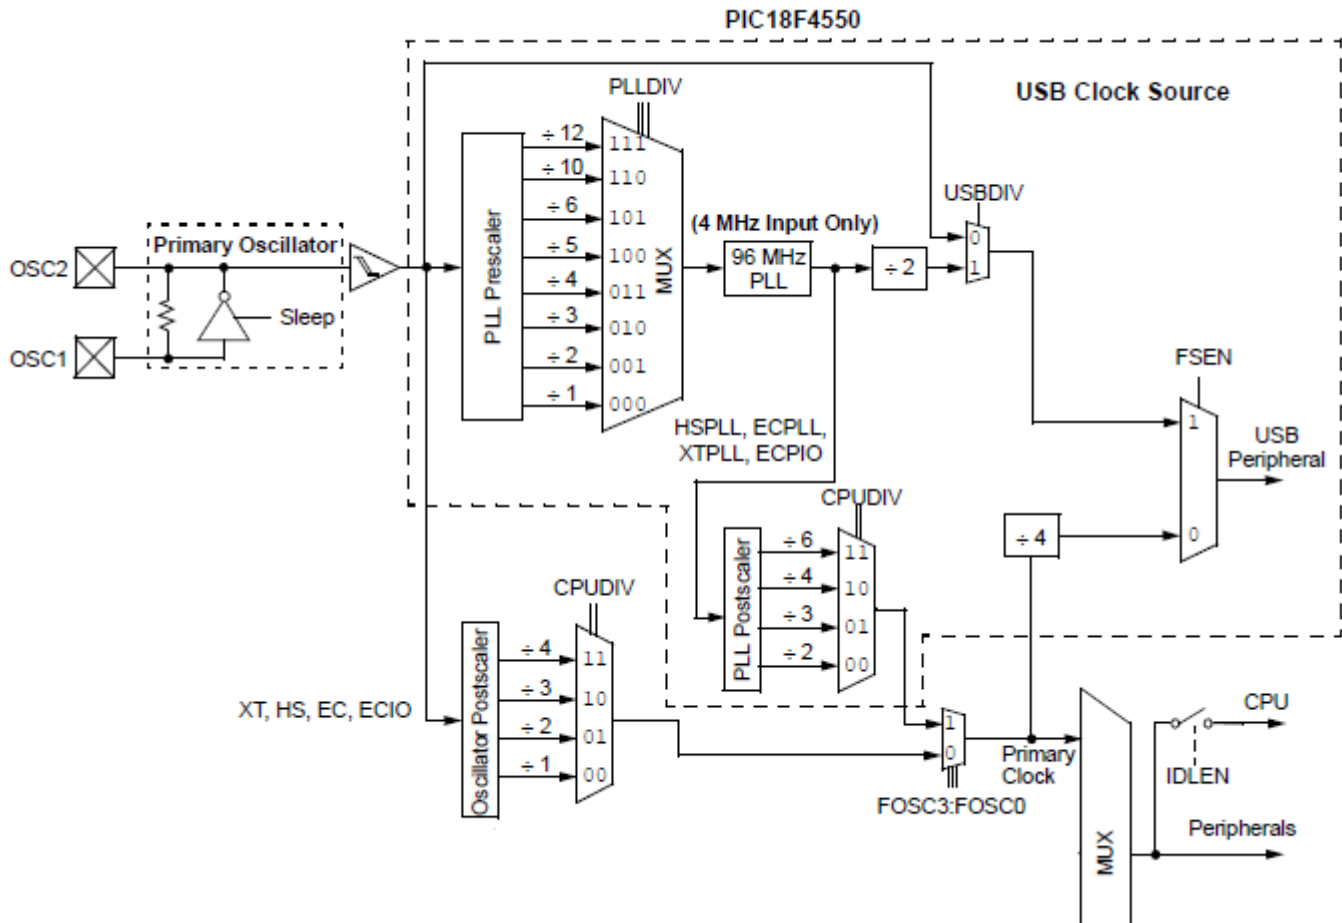 PIC18F4550
USB Clock Source
PLLDIV
÷ 12
÷ 10
÷ 6
÷ 5
÷ 4
÷ 3
÷ 2
÷ 1
111
110
101
100
011
010
001
000
PLL Prescaler
MUX
(4 MHz Input Only)
96 MHz
PLL
÷ 2
USBDIV
0
1
Primary Oscillator
OSC2
Sleep
OSC1
FSEN
1
0
USB
Peripheral
HSPLL, ECPLL,
XTPLL, ECPIO
CPUDIV
PLL Postscaler
÷ 6
÷ 4
÷ 3
÷ 2
11
10
01
00
÷ 4
CPUDIV
XT, HS, EC, ECIO
Oscillator Postscaler
÷ 4
÷ 3
÷ 2
÷ 1
11
10
01
00
1
0
FOSC3:FOSC0
Primary
Clock
MUX
CPU
IDLEN
Peripherals